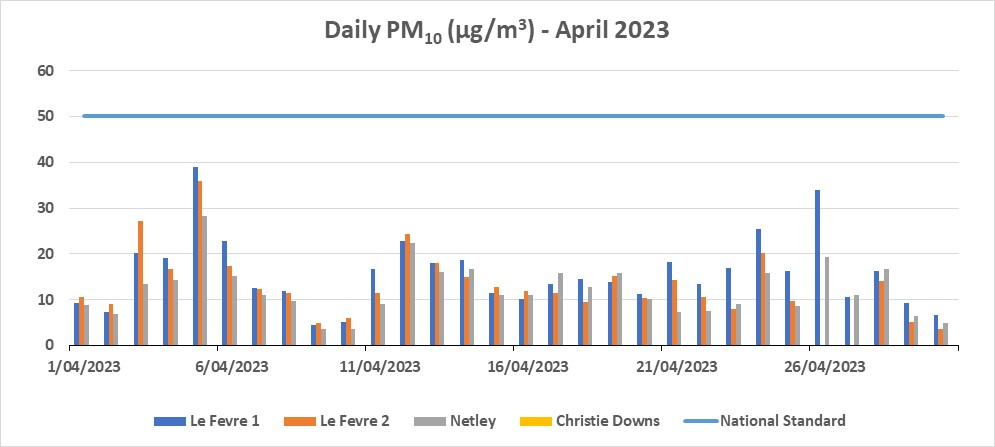 Daily PM₁₀ (µg/m³) - April 2023
60
50
40
30
20
10
0
1/04/2023 6/04/2023 11/04/2023 16/04/2023 21/04/2023 26/04/2023
Le Fevre 1 Le Fevre 2 Netley Christie Downs National Standard